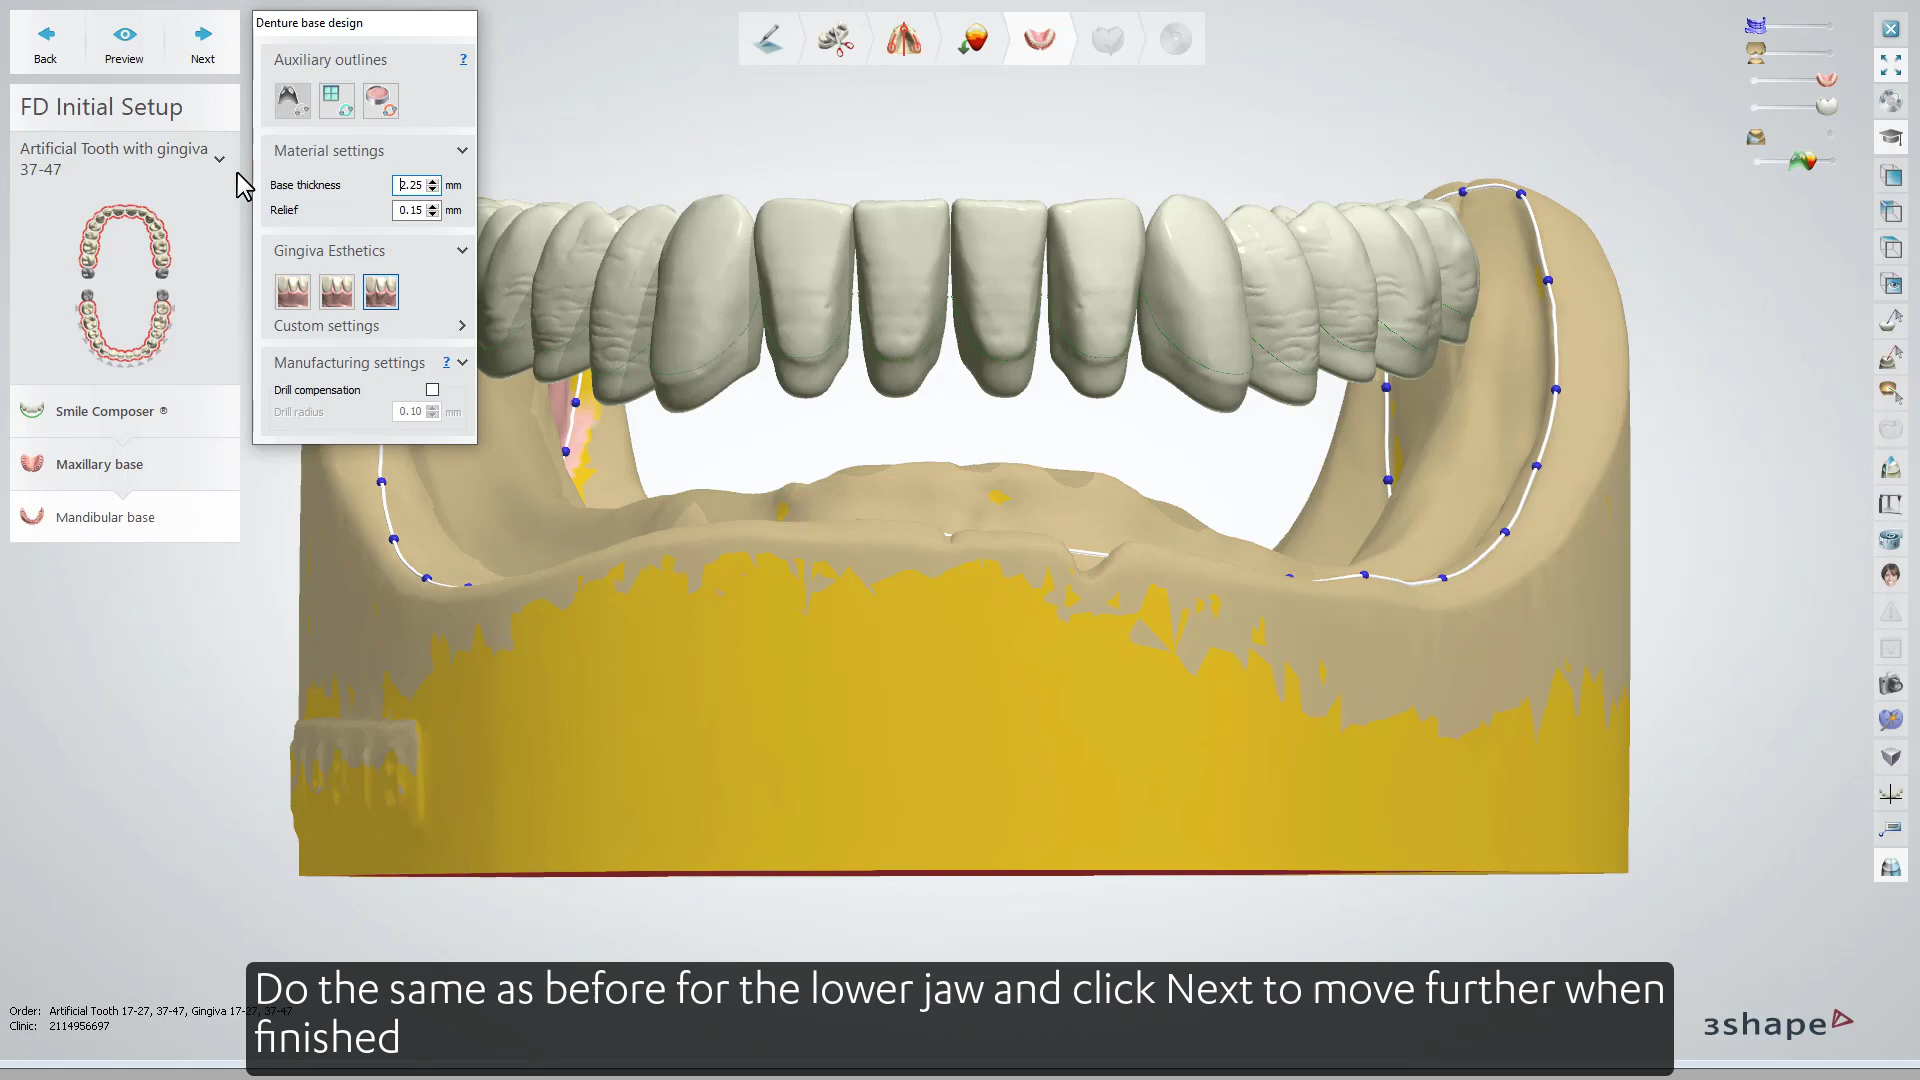 Back
Preview
Next
FD Initial Setup
Artificial Tooth with gingiva
37-47
Smile Composer ®
Maxillary base
Mandibular base
Denture base design
Auxiliary outlines ?
Material settings
Base thickness 2.25 mm
Relief 0.15 mm
Gingiva Esthetics
Custom settings
Manufacturing settings ?
Drill compensation
Drill radius 0.10 mm
Order: Artificial Tooth 17-27, 37-47, Gingiva 17-27, 37-47
Clinic: 2114956697
Do the same as before for the lower jaw and click Next to move further when
finished
3shape